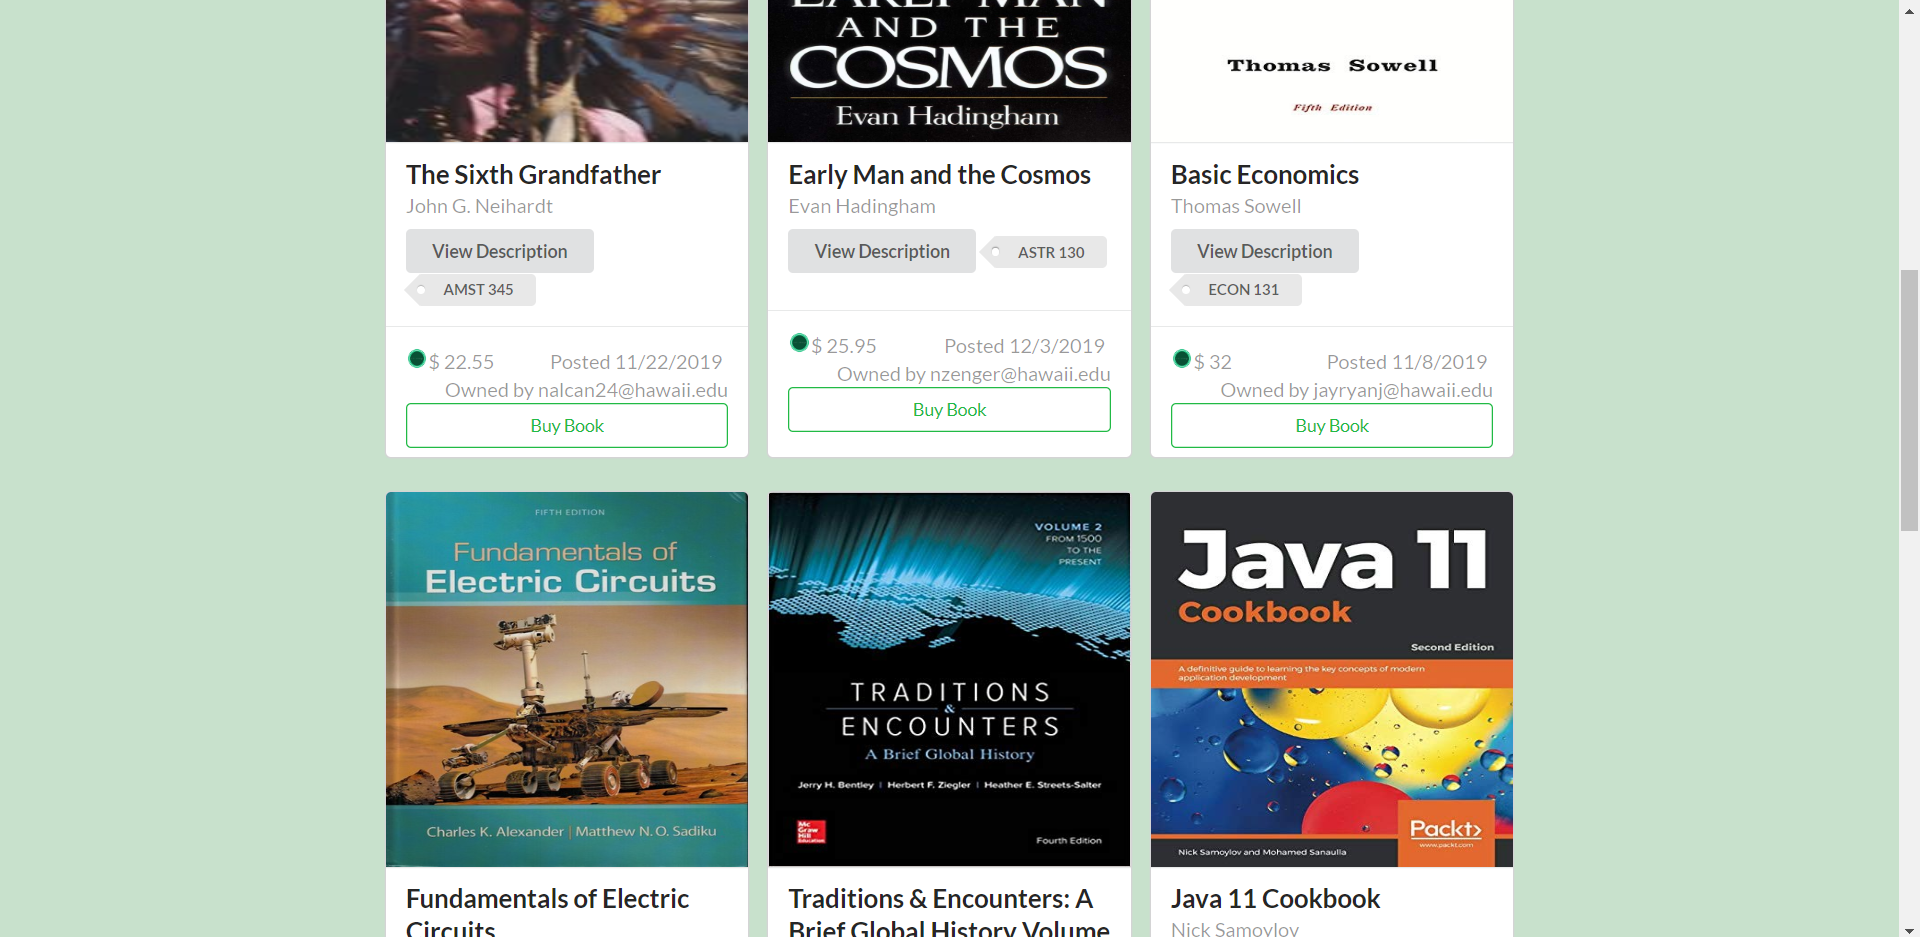 AND THE
COSMOS
Evan Hadingham
Thomas Sowell
Fifth Edition
The Sixth Grandfather
John G. Neihardt
View Description
AMST 345
$ 22.55
Posted 11/22/2019
Owned by nalcan24@hawaii.edu
Buy Book
Early Man and the Cosmos
Evan Hadingham
View Description
ASTR 130
$ 25.95
Posted 12/3/2019
Owned by nzenger@hawaii.edu
Buy Book
Basic Economics
Thomas Sowell
View Description
ECON 131
$ 32
Posted 11/8/2019
Owned by jayryanj@hawaii.edu
Buy Book
FIFTH EDITION
Fundamentals of
Electric Circuits
Charles K. Alexander | Matthew N. O. Sadiku
Fundamentals of Electric
Circuits
VOLUME 2
FROM 1500
TO THE
PRESENT
TRADITIONS
&
ENCOUNTERS
A Brief Global History
Jerry H. Bentley | Herbert F. Ziegler | Heather E. Streets-Salter
Mc
Graw
Hill
Education
Fourth Edition
Traditions & Encounters: A
Brief Global History Volume
Java 11
Cookbook
Second Edition
A definitive guide to learning the key concepts of modern
application development
Packt>
www.packt.com
Nick Samoylov and Mohamed Sanaulla
Java 11 Cookbook
Nick Samoylov